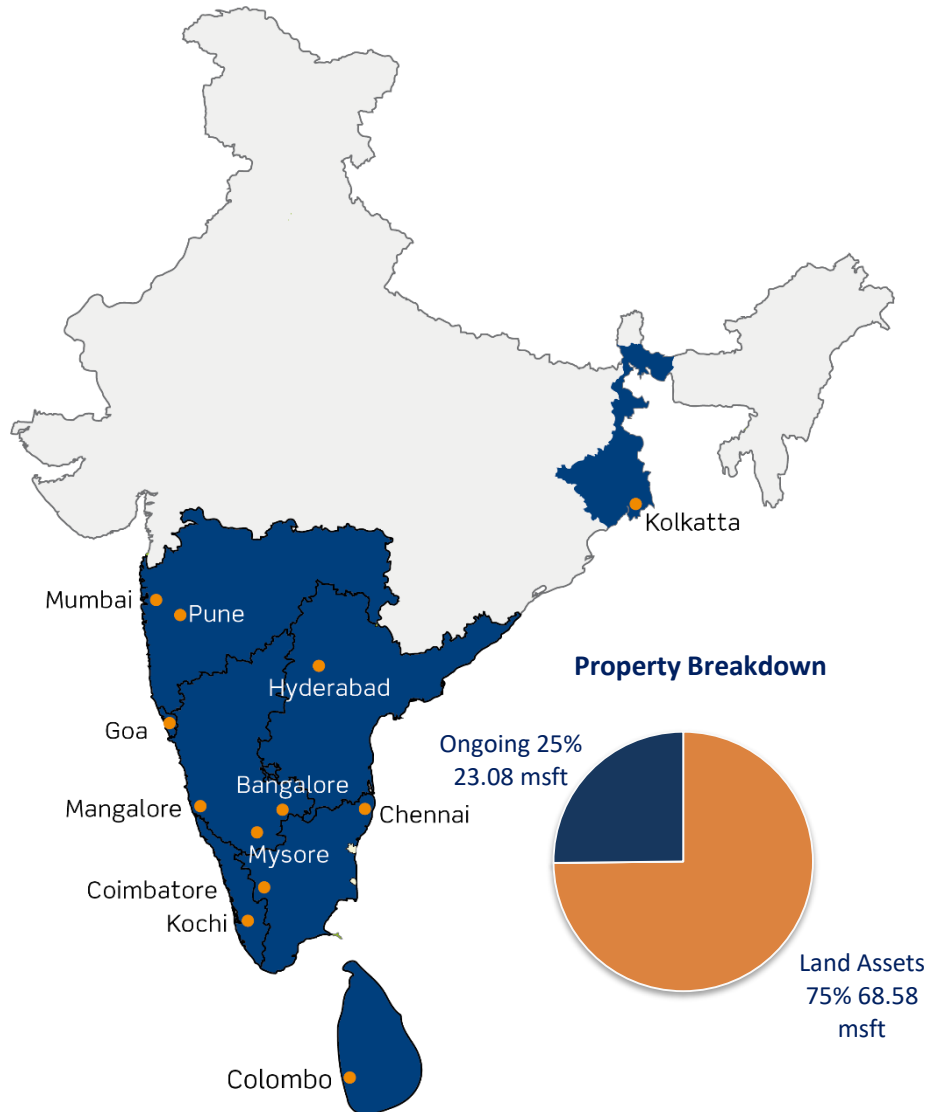 Kolkatta
Mumbai
Pune
Hyderabad
Property Breakdown
Goa
Ongoing 25%
23.08 msft
Bangalore
Mangalore
Chennai
Mysore
Coimbatore
Kochi
Land Assets
75% 68.58
msft
Colombo